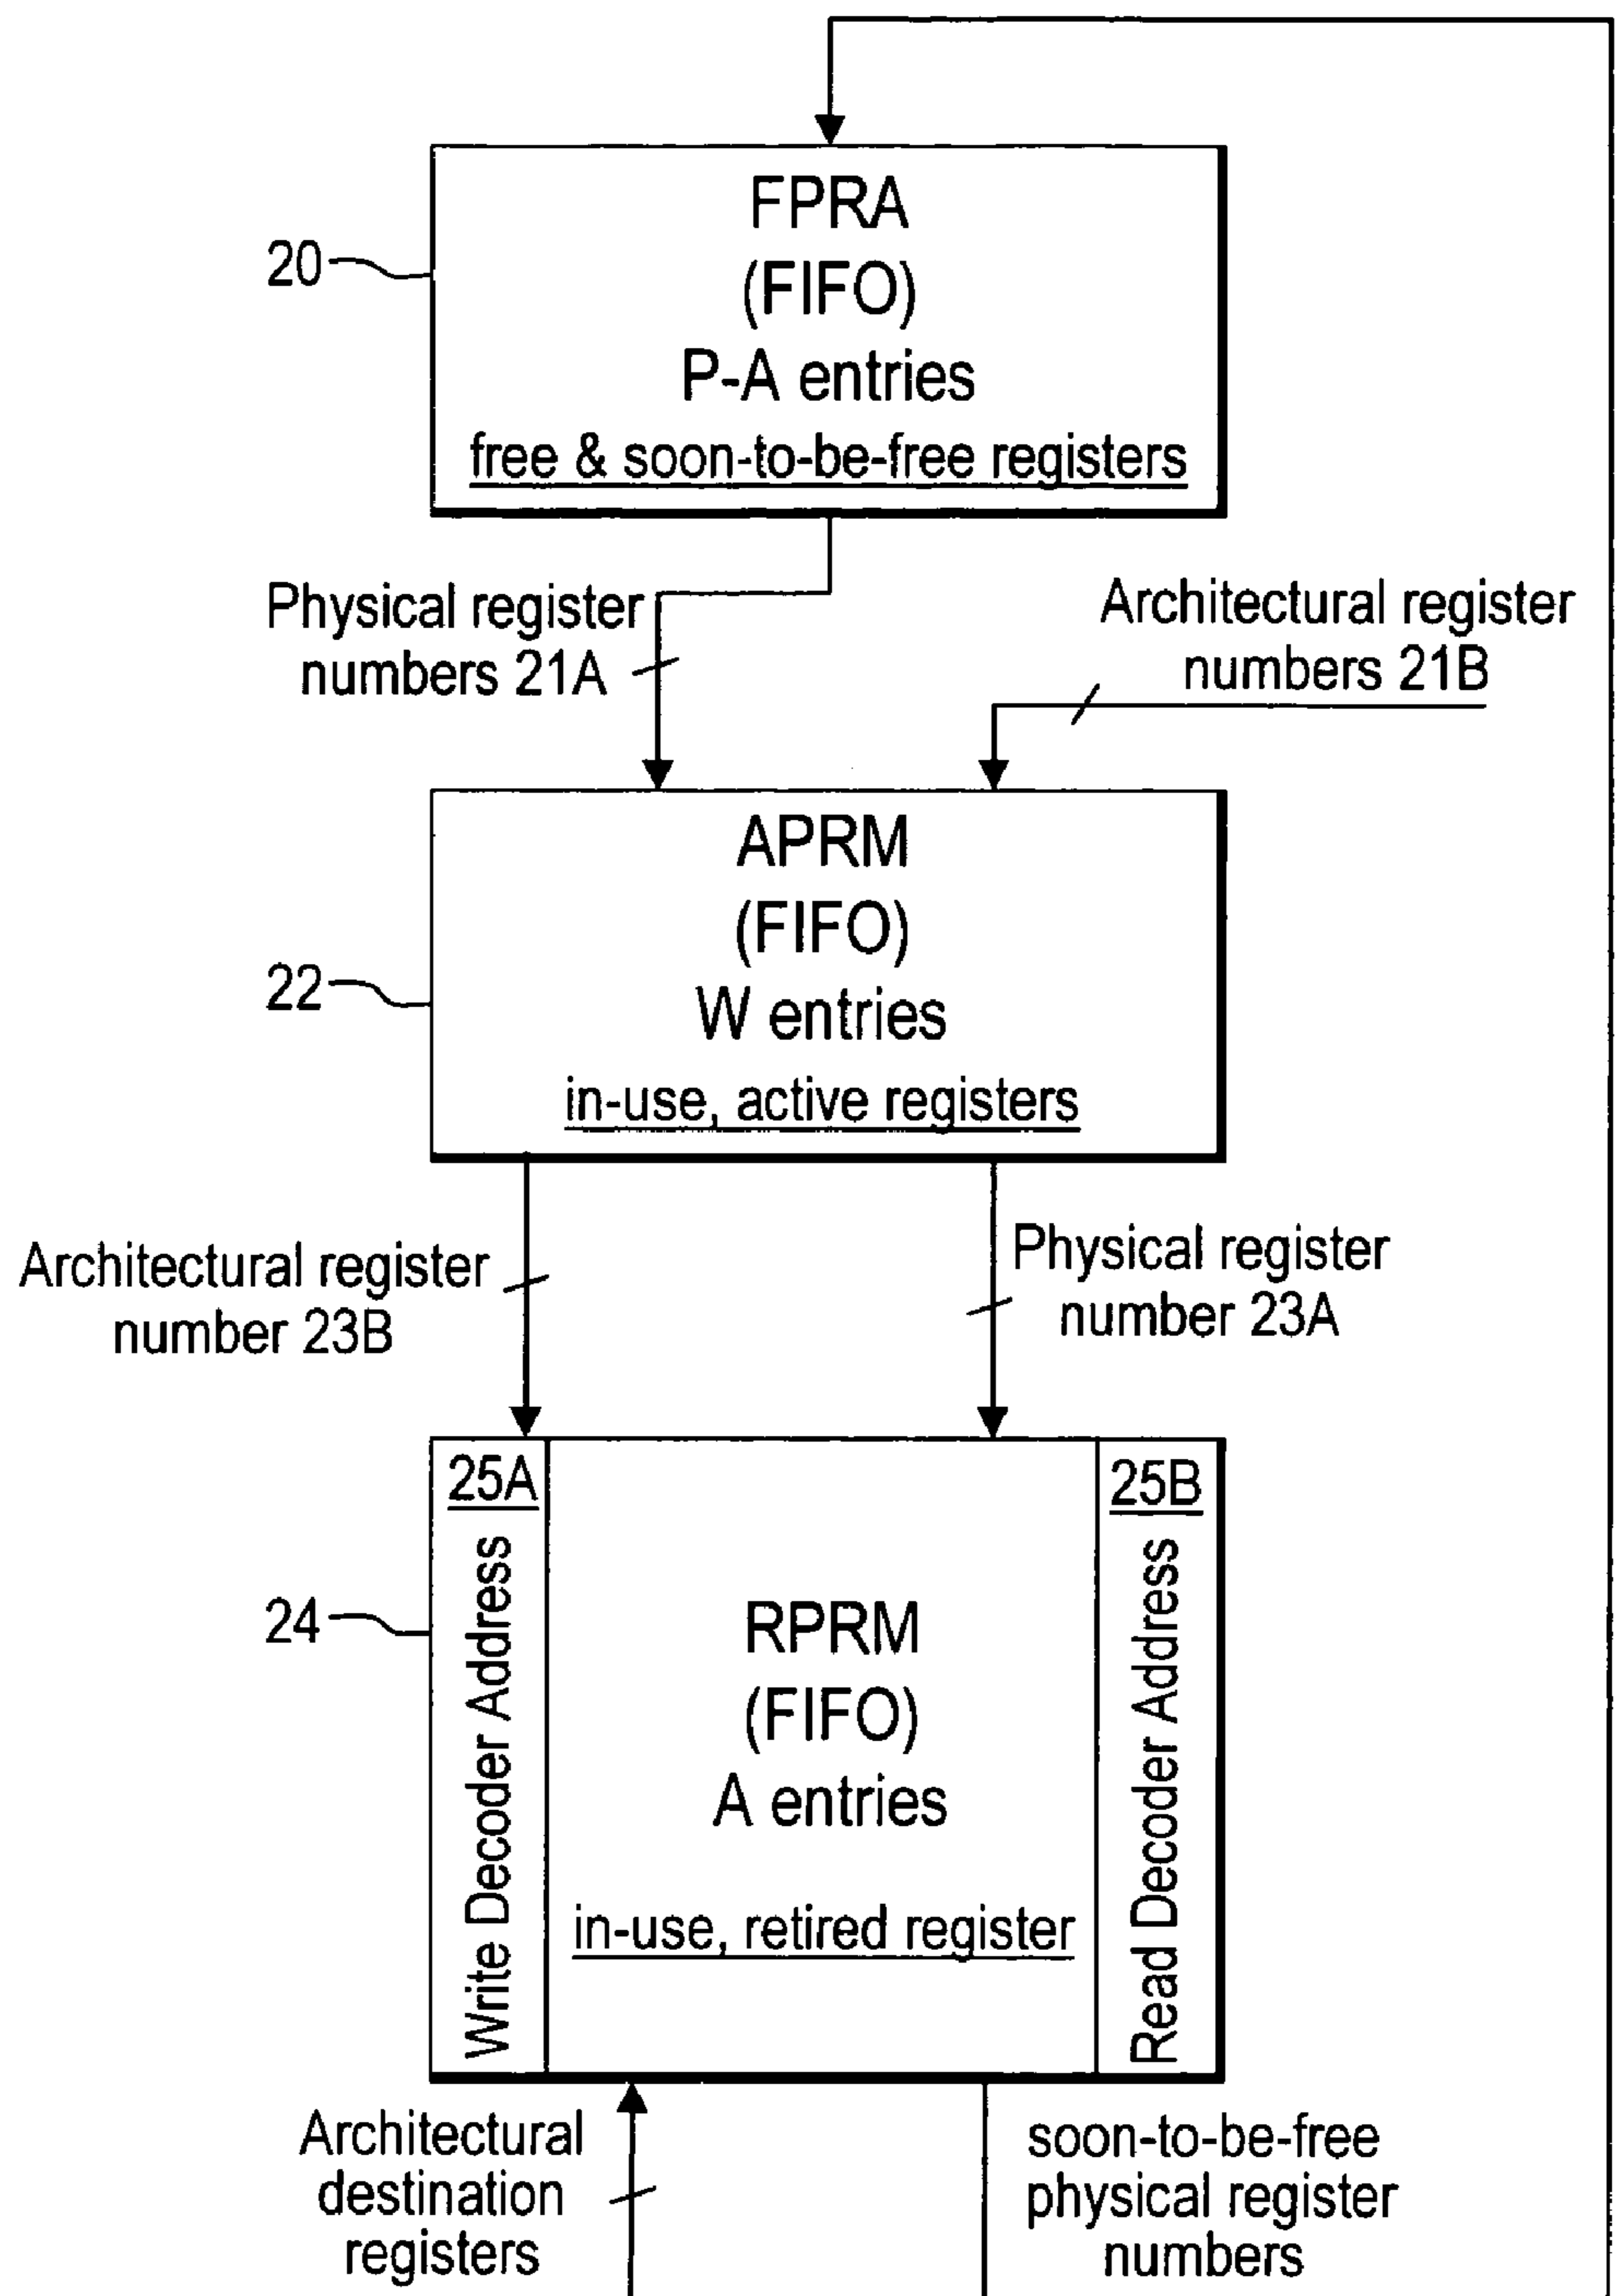 FPRA
(FIFO)
P-A entries
free & soon-to-be-free registers
20
Physical register
numbers 21A
Architectural register
numbers 21B
APRM
(FIFO)
W entries
in-use, active registers
22
Architectural register
number 23B
Physical register
number 23A
25A
Write Decoder Address
24
RPRM
(FIFO)
A entries
in-use, retired register
25B
Read Decoder Address
Architectural
destination
registers
soon-to-be-free
physical register
numbers